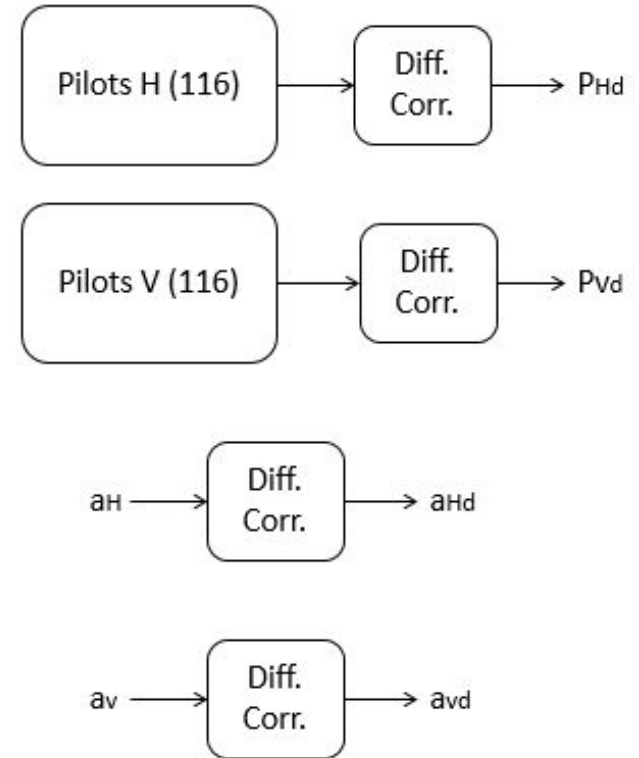 Pilots H (116)
Diff.
Corr.
PHd
Pilots V (116)
Diff.
Corr.
PVd
aH
Diff.
Corr.
aHd
av
Diff.
Corr.
avd